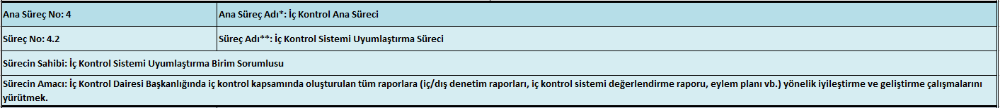 Ana Süreç No: 4
Ana Süreç Adı*: İç Kontrol Ana Süreci
Süreç No: 4.2
Süreç Adı**: İç Kontrol Sistemi Uyumlaştırma Süreci
Sürecin Sahibi: İç Kontrol Sistemi Uyumlaştırma Birim Sorumlusu
Sürecin Amacı: İç Kontrol Dairesi Başkanlığında iç kontrol kapsamında oluşturulan tüm raporlara (iç/dış denetim raporları, iç kontrol sistemi değerlendirme raporu, eylem planı vb.) yönelik iyileştirme ve geliştirme çalışmalarını
yürütmek.